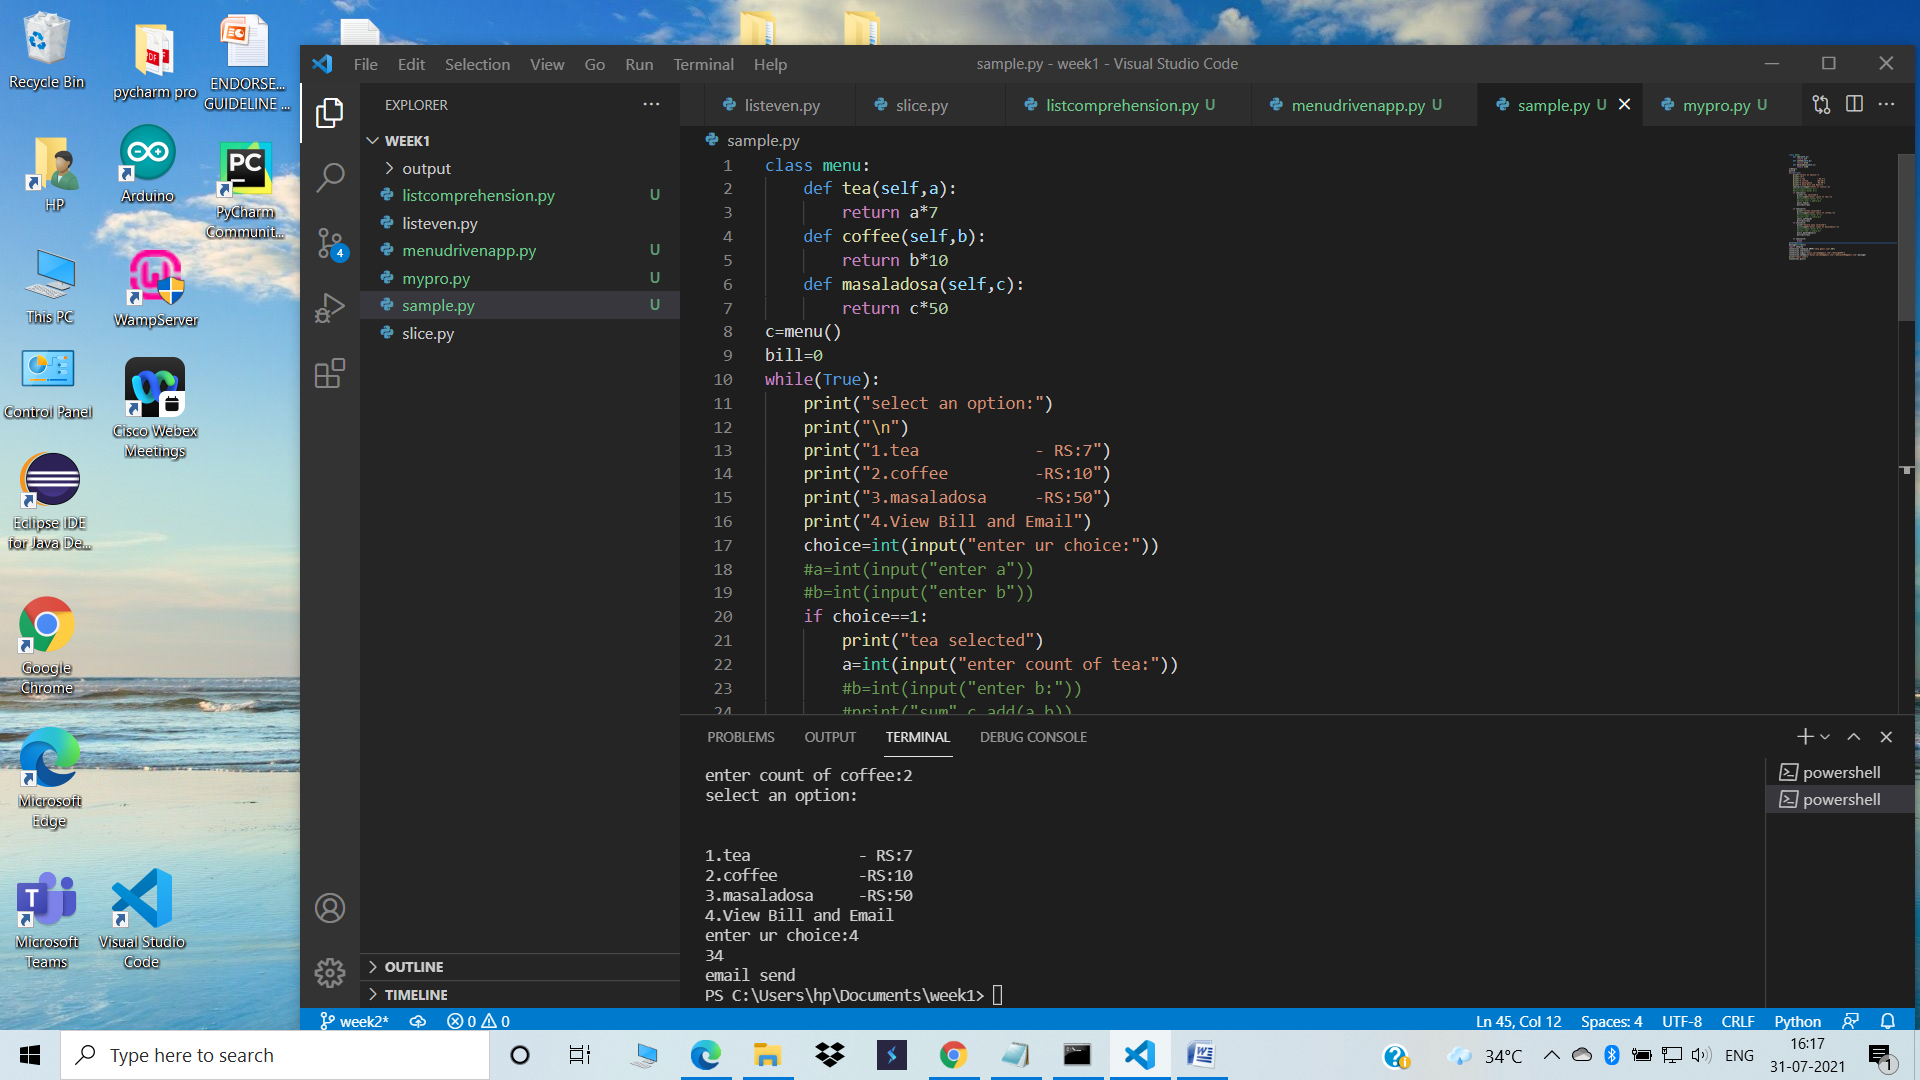 Recycle Bin
pycharm pro
ENDORSE...
GUIDELINE ...
HP
Arduino
PyCharm
Communit...
This PC
WampServer
Control Panel
Cisco Webex
Meetings
Eclipse IDE
for Java De...
Google
Chrome
Microsoft
Edge
Microsoft
Teams
Visual Studio
Code
File Edit Selection View Go Run Terminal Help
sample.py - week1 - Visual Studio Code
EXPLORER
WEEK1
output
listcomprehension.py U
listeven.py
menudrivenapp.py U
mypro.py U
sample.py U
slice.py
OUTLINE
TIMELINE
listeven.py slice.py listcomprehension.py U menudrivenapp.py U sample.py U mypro.py U
sample.py
1 class menu:
2 def tea(self,a):
3 return a*7
4 def coffee(self,b):
5 return b*10
6 def masaladosa(self,c):
7 return c*50
8 c=menu()
9 bill=0
10 while(True):
11 print("select an option:")
12 print("\n")
13 print("1.tea            - RS:7")
14 print("2.coffee         -RS:10")
15 print("3.masaladosa     -RS:50")
16 print("4.View Bill and Email")
17 choice=int(input("enter ur choice:"))
18 #a=int(input("enter a"))
19 #b=int(input("enter b"))
20 if choice==1:
21 print("tea selected")
22 a=int(input("enter count of tea:"))
23 #b=int(input("enter b:"))
24 #print("sum",c.add(a,b))
PROBLEMS OUTPUT TERMINAL DEBUG CONSOLE
enter count of coffee:2
select an option:
1.tea            - RS:7
2.coffee         -RS:10
3.masaladosa     -RS:50
4.View Bill and Email
enter ur choice:4
34
email send
PS C:\Users\hp\Documents\week1>
powershell
powershell
week2* 0 0
Ln 45, Col 12 Spaces: 4 UTF-8 CRLF Python
Type here to search
34°C ENG
16:17
31-07-2021
1